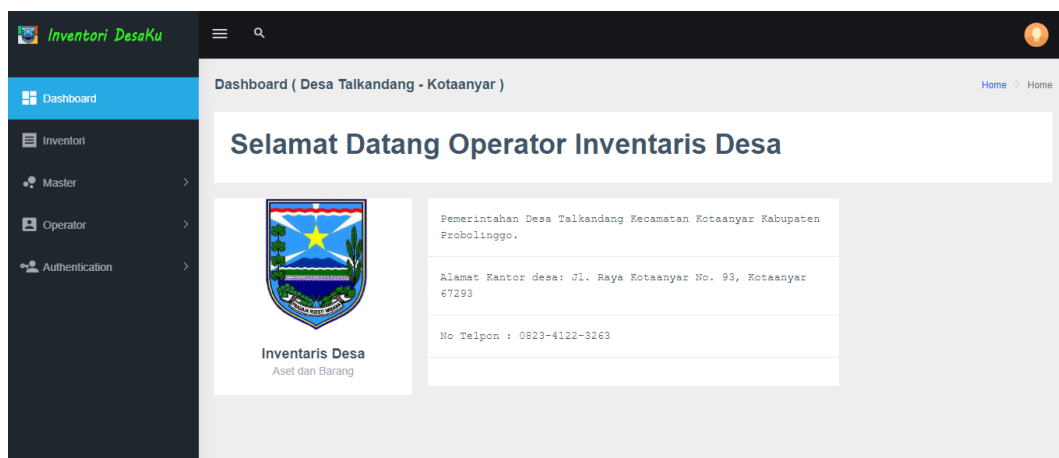 Inventori DesaKu
Dashboard
Inventori
Master
Operator
Authentication
Dashboard ( Desa Talkandang - Kotaanyar )
Home > Home
Selamat Datang Operator Inventaris Desa
Inventaris Desa
Aset dan Barang
Pemerintahan Desa Talkandang Kecamatan Kotaanyar Kabupaten
Probolinggo.
Alamat Kantor desa: Jl. Raya Kotaanyar No. 93, Kotaanyar
67293
No Telpon : 0823-4122-3263